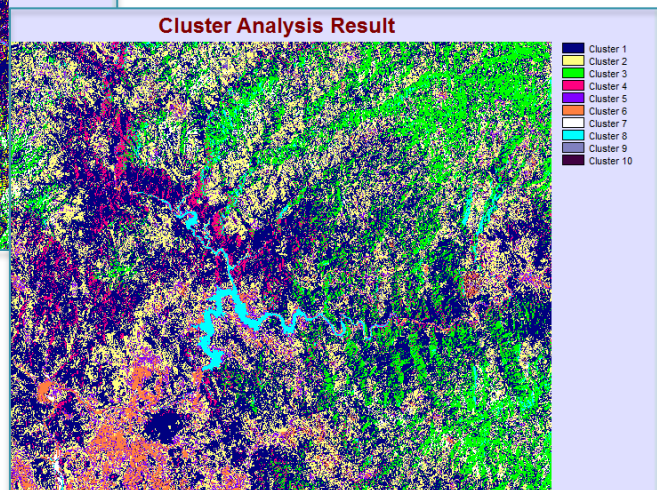 Cluster Analysis Result
Cluster 1
Cluster 2
Cluster 3
Cluster 4
Cluster 5
Cluster 6
Cluster 7
Cluster 8
Cluster 9
Cluster 10